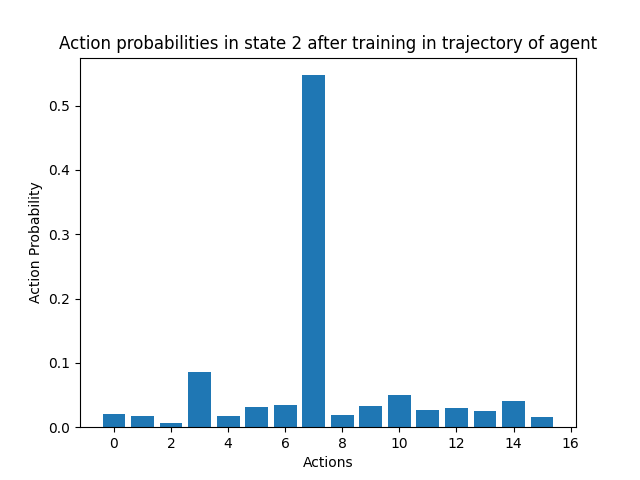 Action probabilities in state 2 after training in trajectory of agent
0.5
0.4
0.3
0.2
0.1
0.0
Action Probability
0 2 4 6 8 10 12 14 16
Actions